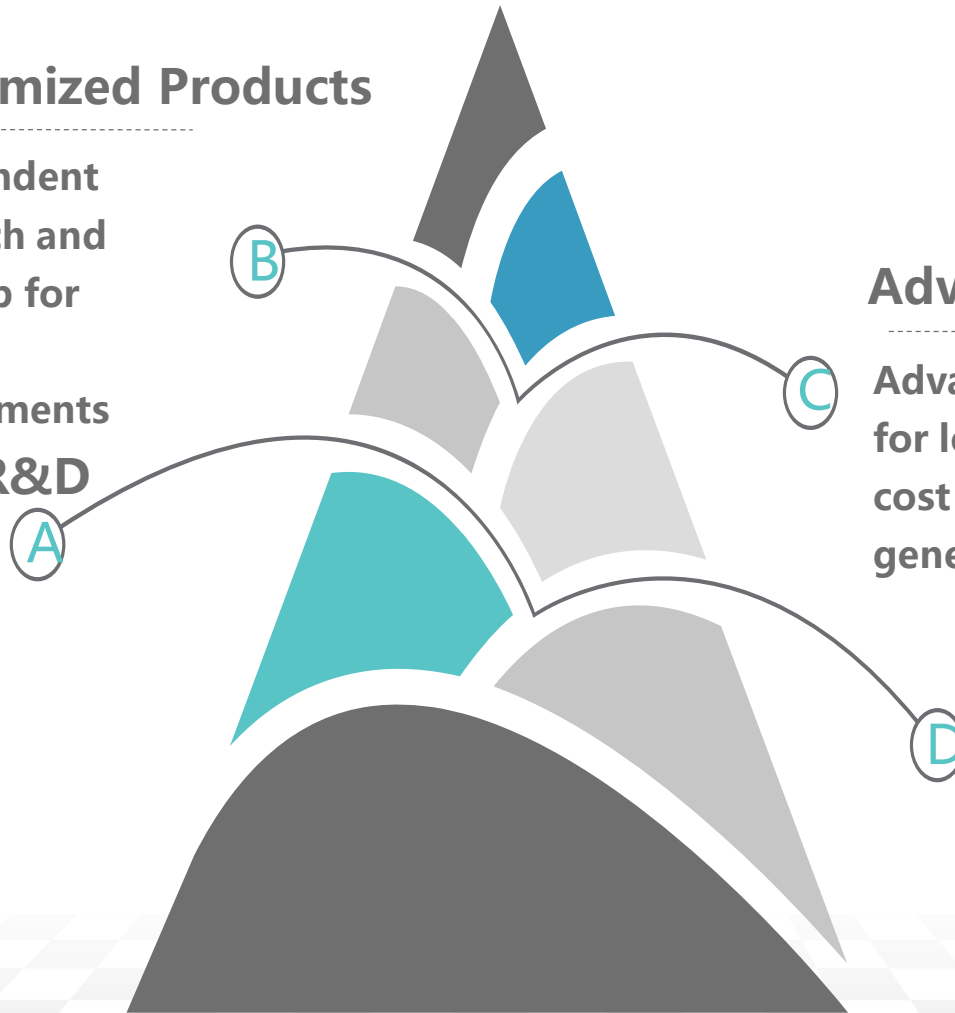 mized Products
ndent
B
h and
o for
Adv
Adva
C
ments
for l
R&D
cost
A
gene
D